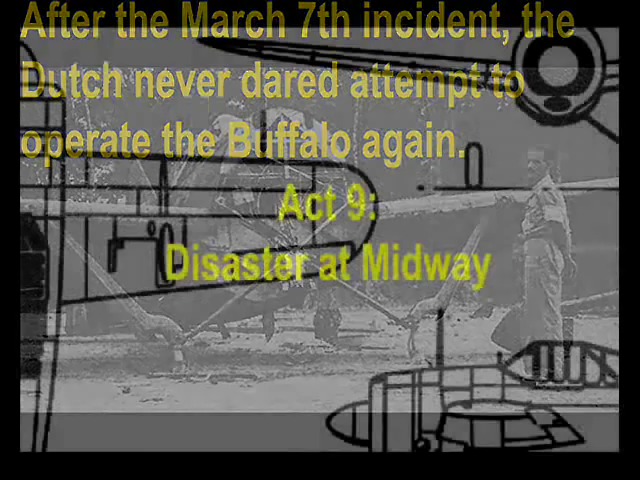 After the March 7th incident, the
Dutch never dared attempt to
operate the Buffalo again.
Act 9:
Disaster at Midway